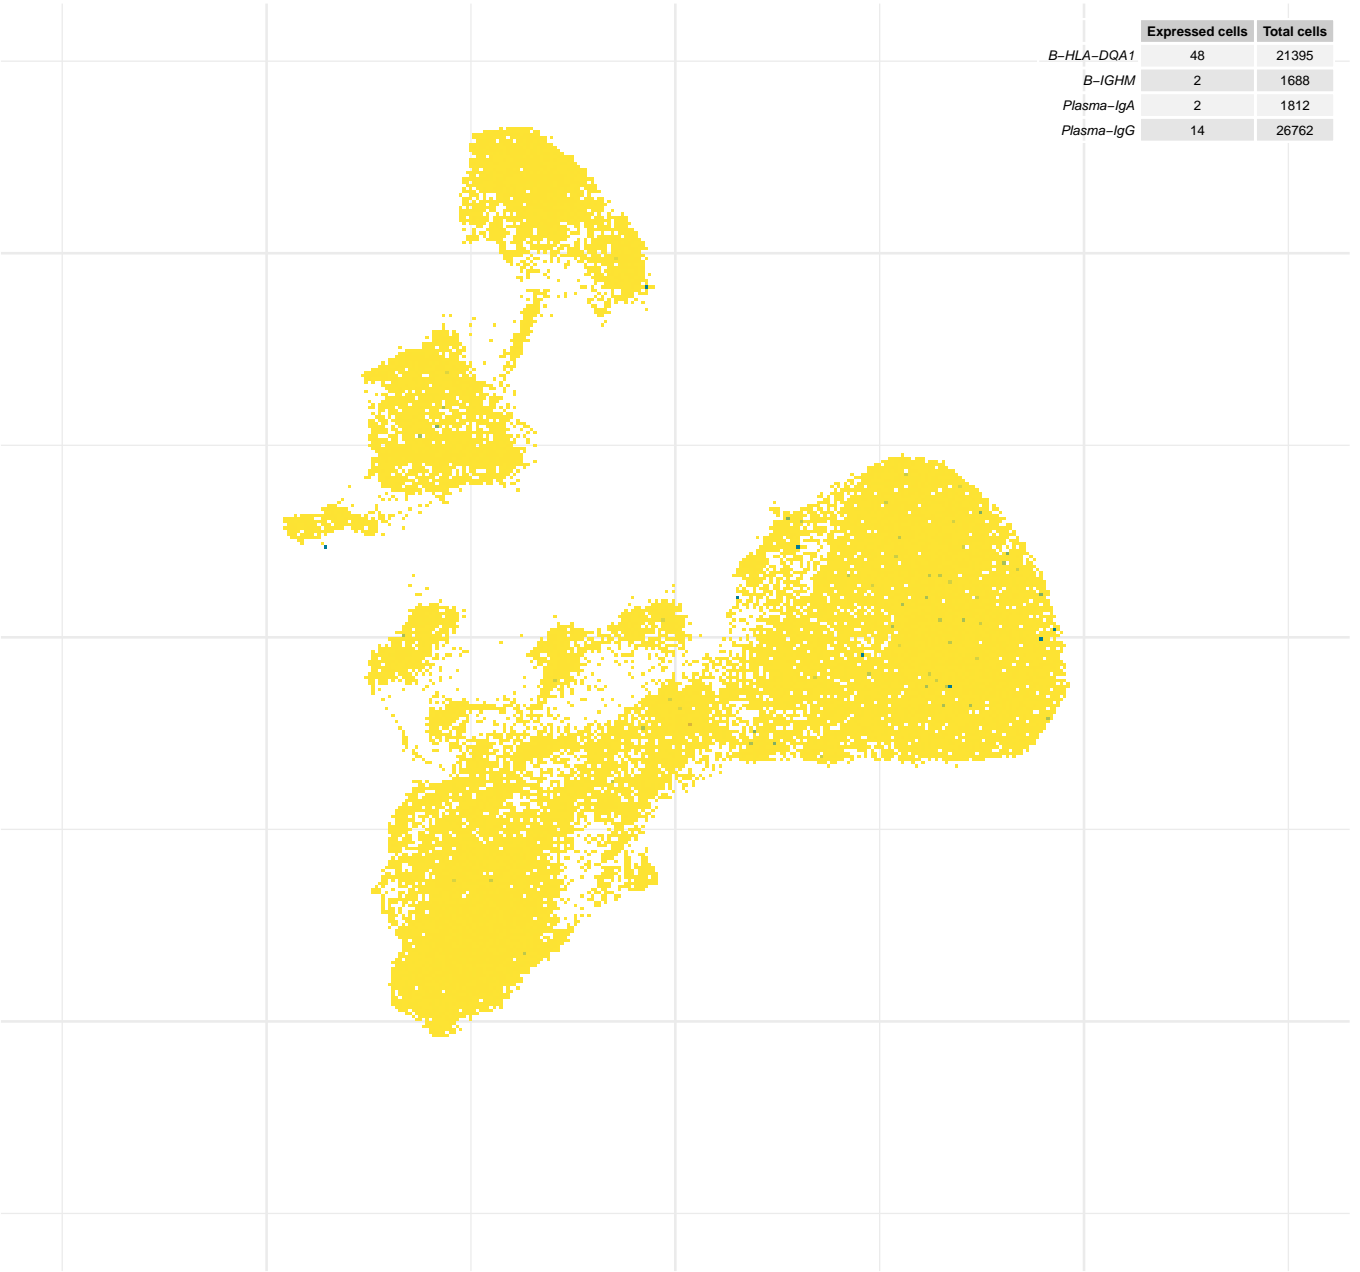 Expressed cells Total cells
B−HLA−DQA1 48 21395
B−IGHM 2 1688
Plasma−IgA 2 1812
Plasma−IgG 14 26762